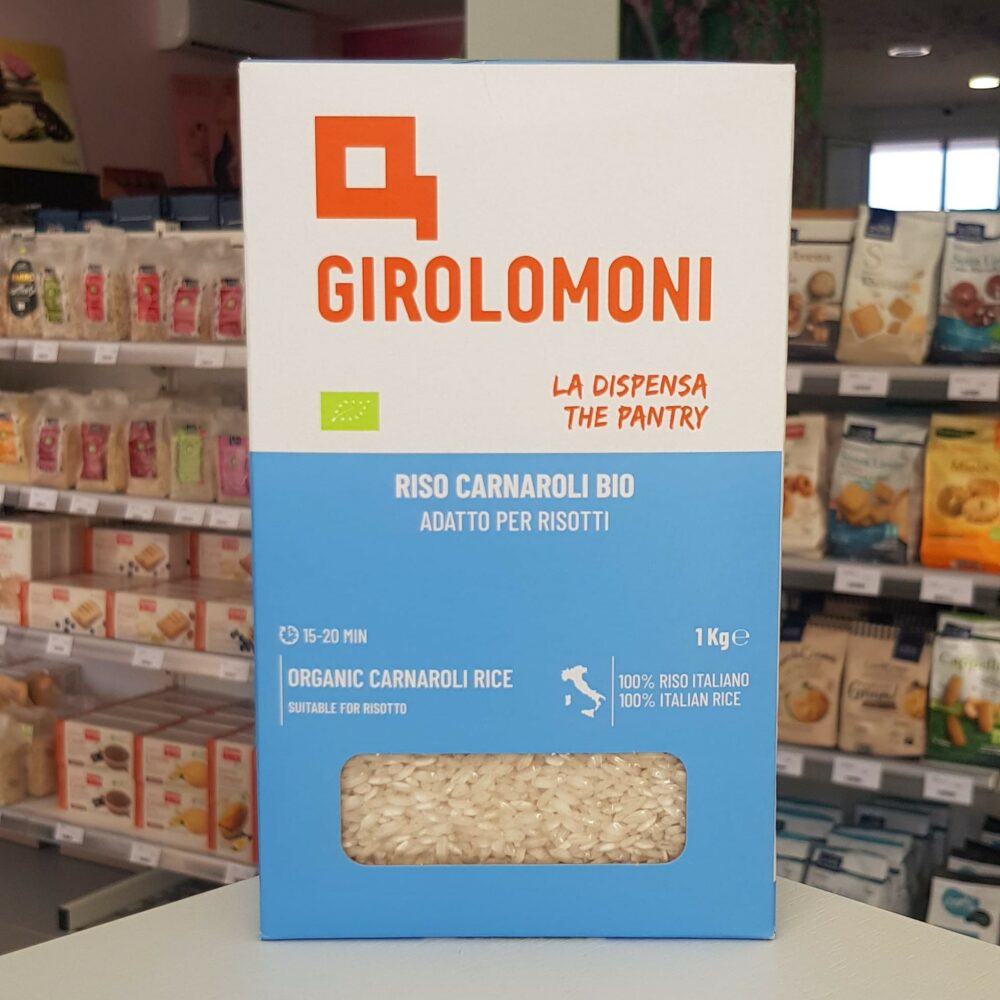 GIROLOMONI
LA DISPENSA
THE PANTRY
RISO CARNAROLI BIO
ADATTO PER RISOTTI
15-20 MIN
1 Kg℮
ORGANIC CARNAROLI RICE
SUITABLE FOR RISOTTO
100% RISO ITALIANO
100% ITALIAN RICE